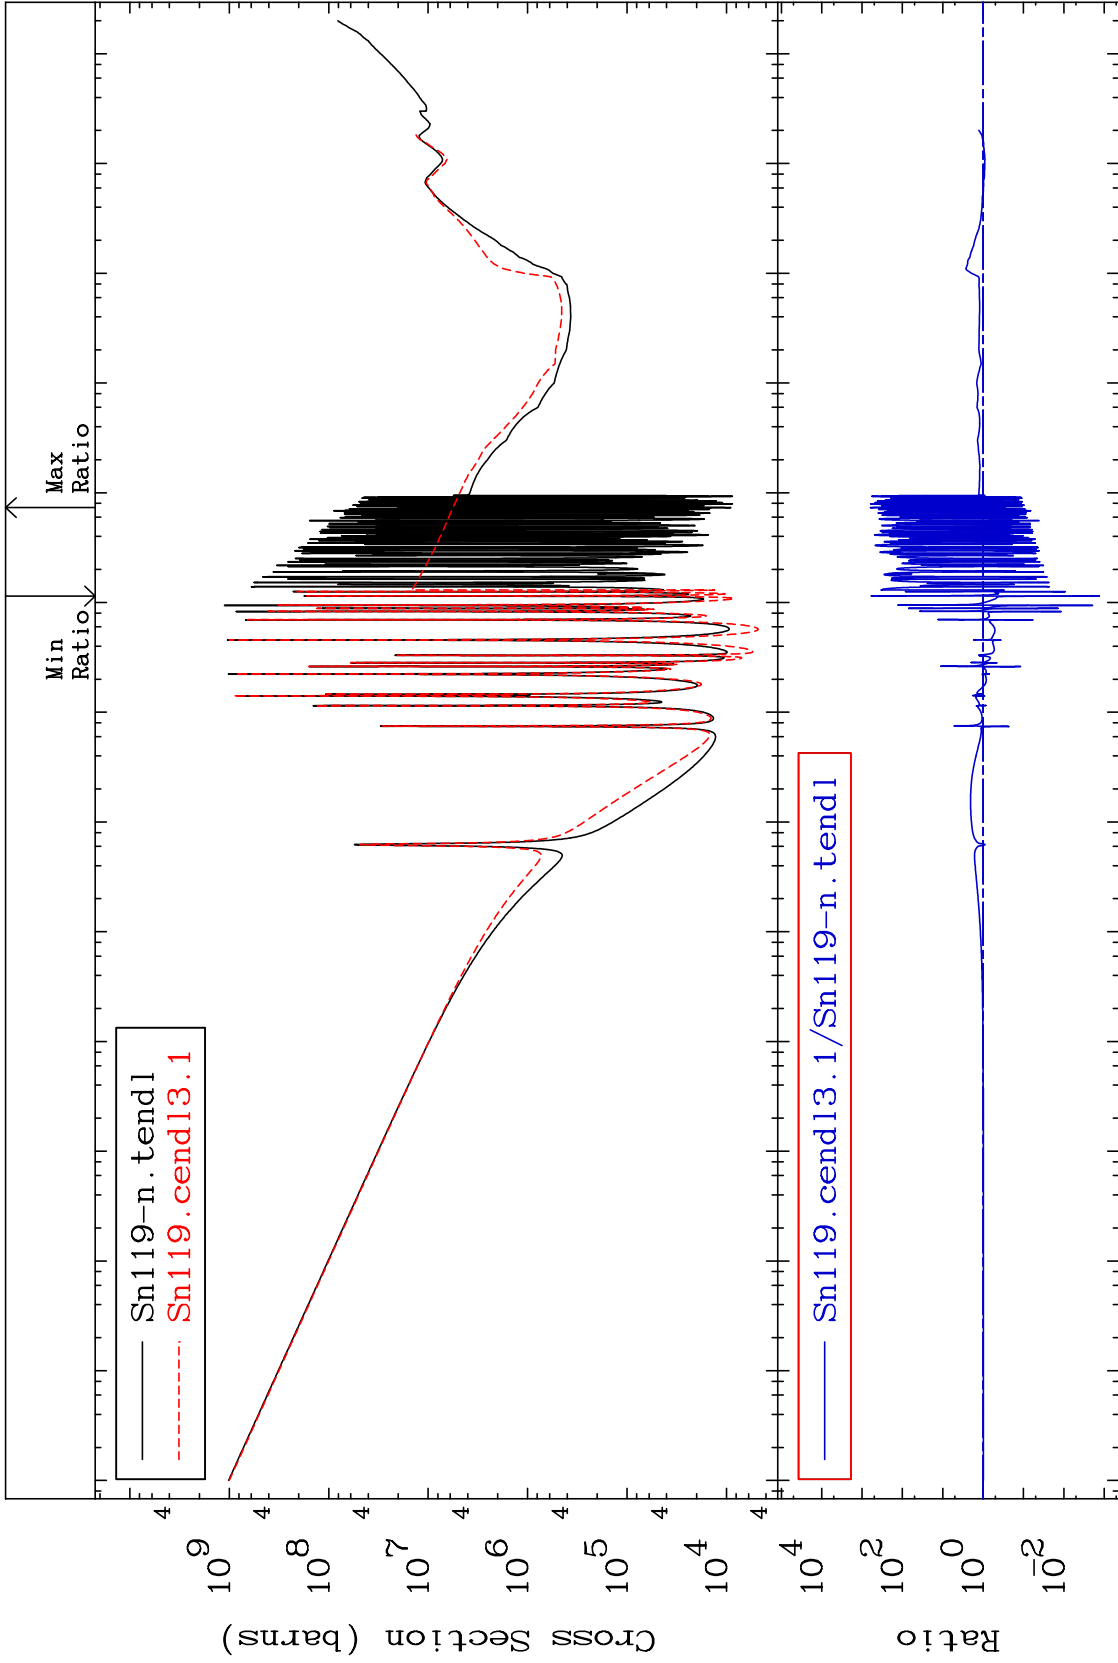 Min
Ratio
Max
Ratio
Sn119-n.tendl
Sn119.cendl3.1
Cross Section (barns)
4
10^9
4
10^8
4
10^7
4
10^6
4
10^5
4
10^4
4
Sn119.cendl3.1/Sn119-n.tendl
Ratio
10^4
10^2
10^0
10^-2